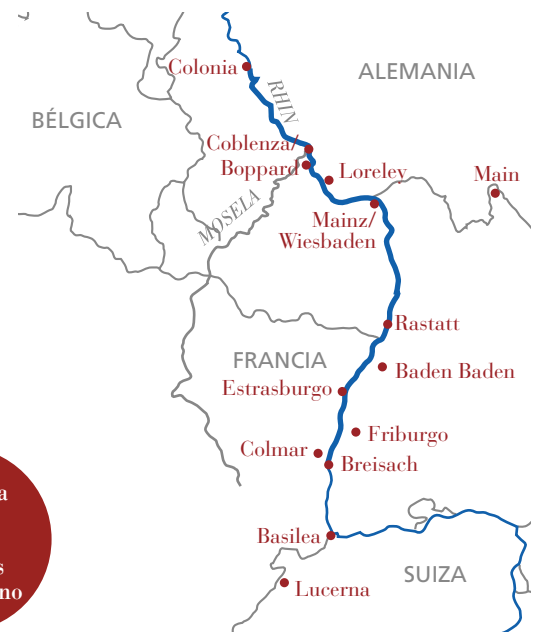 Colonia
RHIN
ALEMANIA
BÉLGICA
Coblenza/
Boppard
Loreley
Main
MOSELA
Mainz/
Wiesbaden
Rastatt
FRANCIA
Baden Baden
Estrasburgo
Friburgo
Colmar
Breisach
a
s
no
Basilea
SUIZA
Lucerna